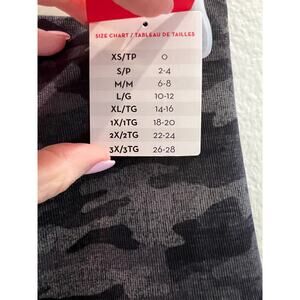 SIZE CHART / TABLEAU DE TAILLES
XS/TP 0
S/P 2-4
M/M 6-8
L/G 10-12
XL/TG 14-16
1X/1TG 18-20
2X/2TG 22-24
3X/3TG 26-28